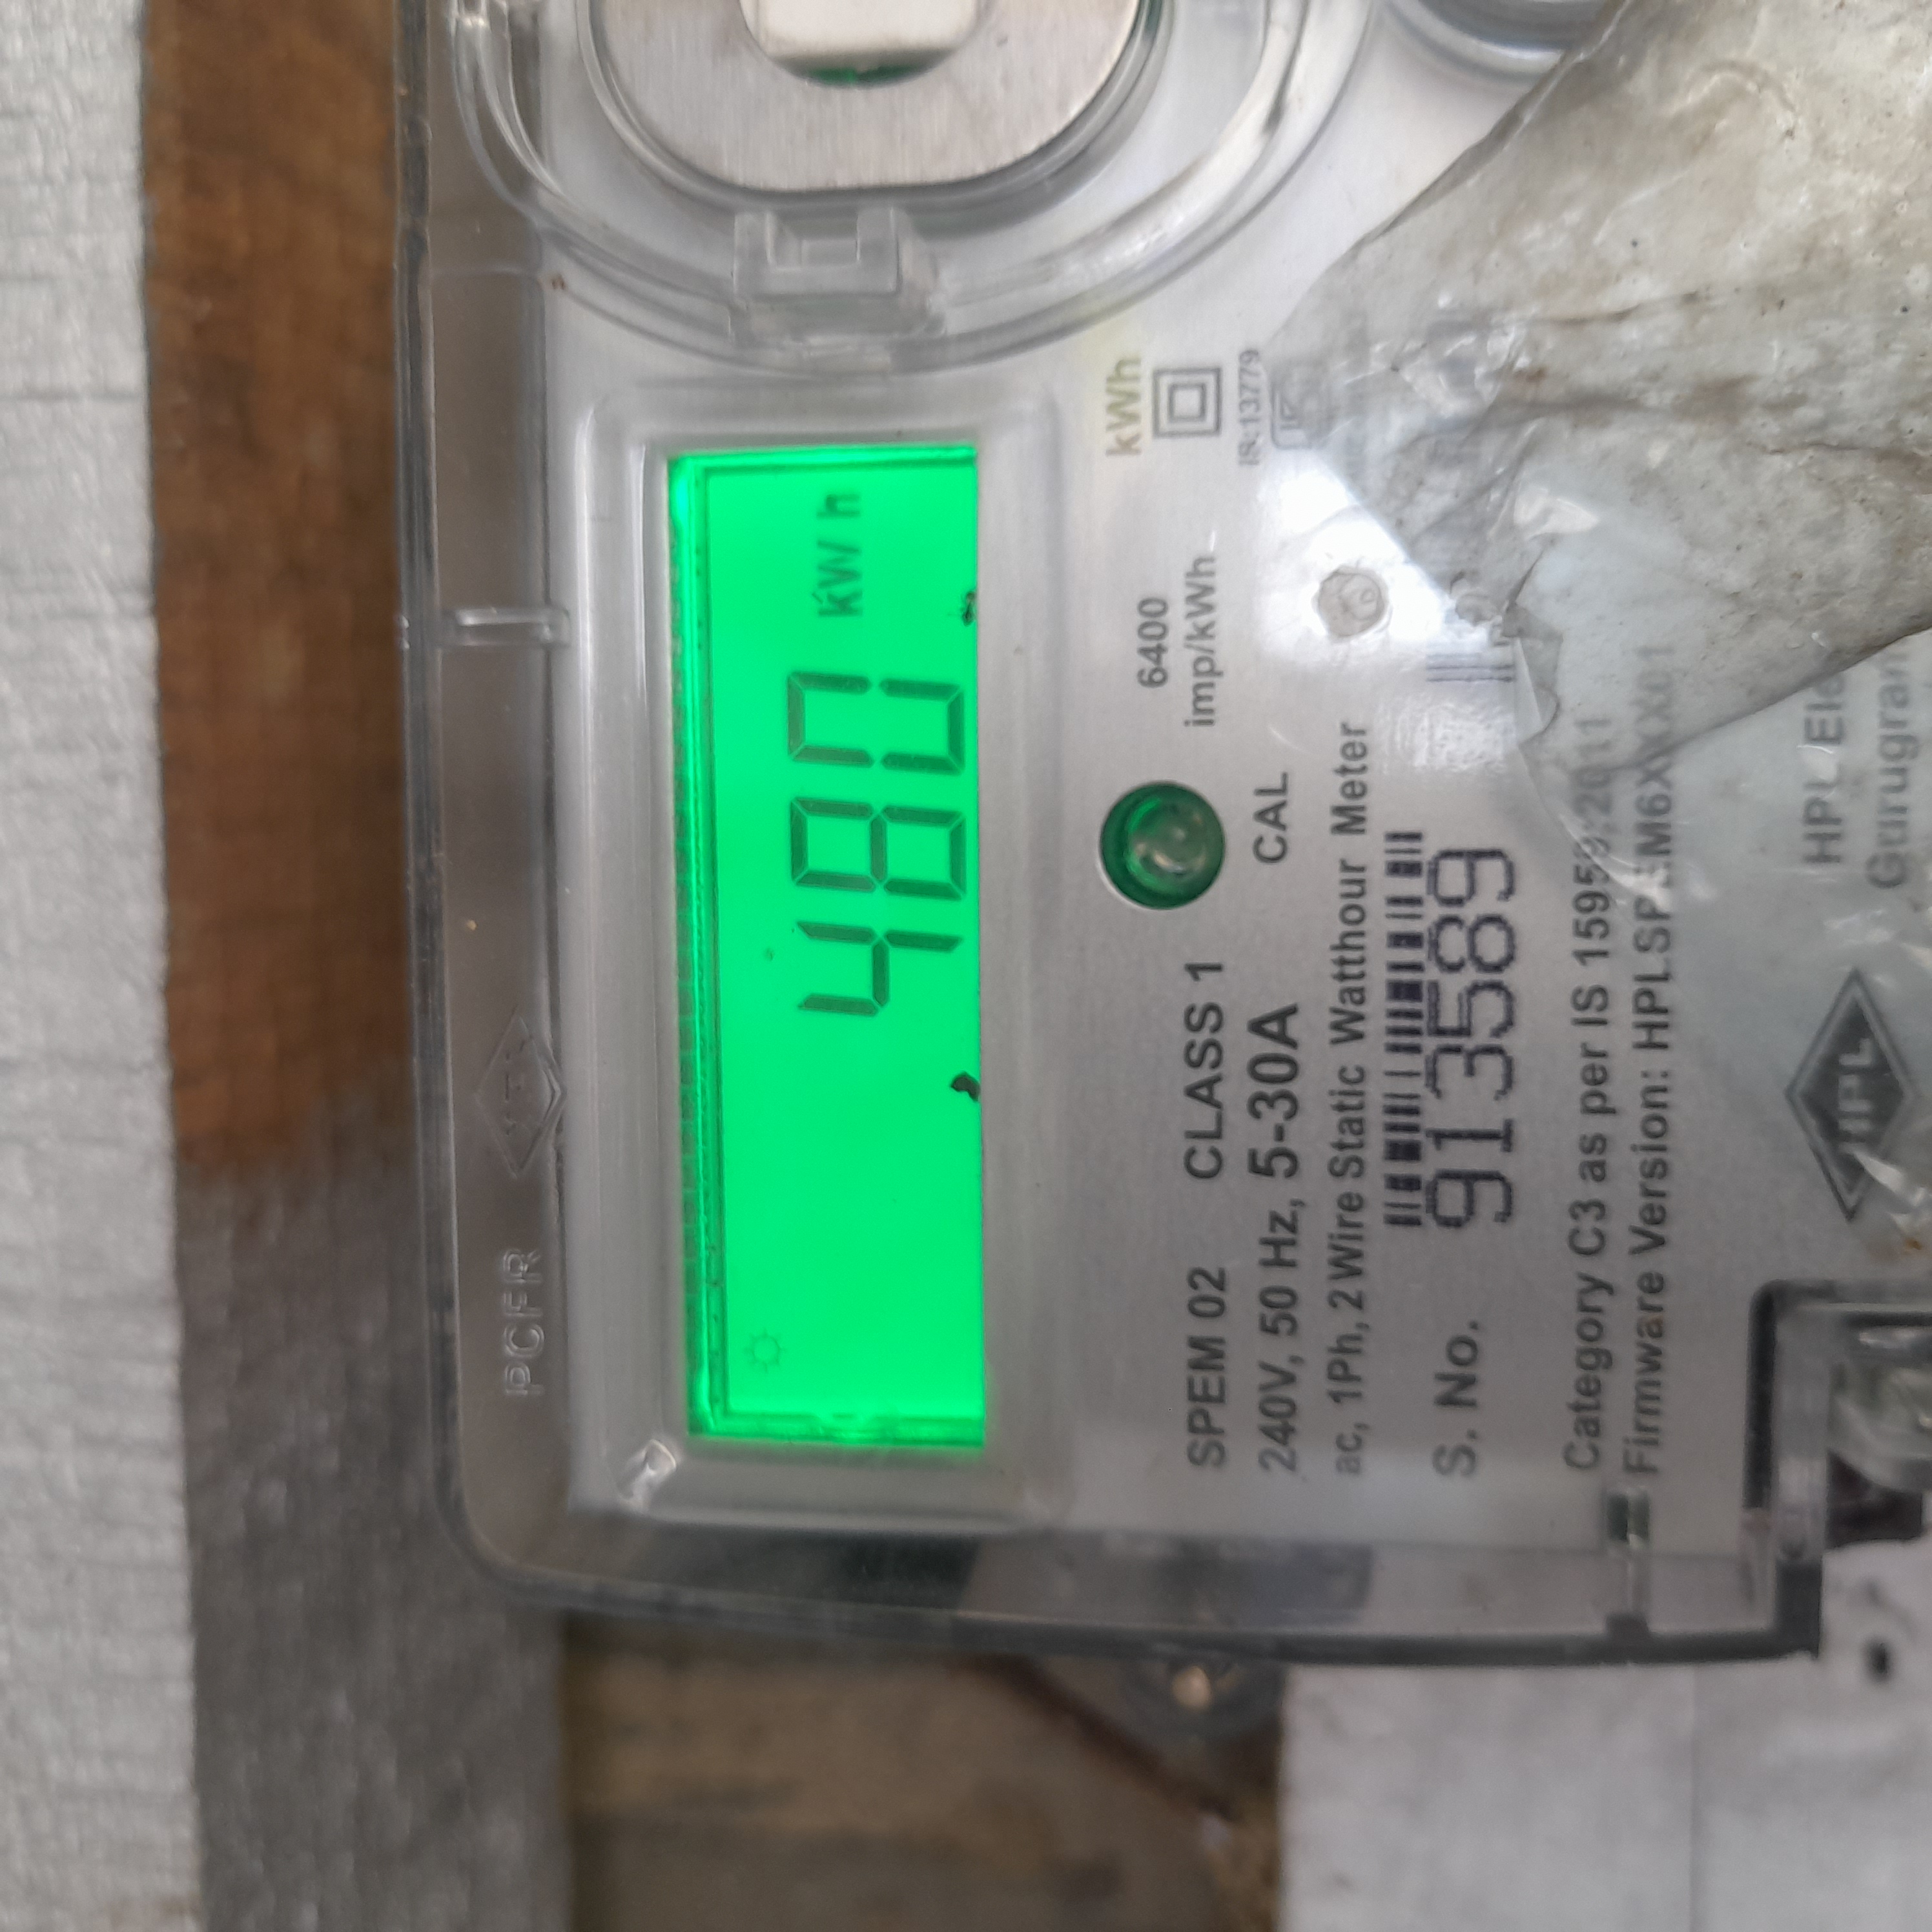 PCFR
480 kWh
kWh
6400
imp/kWh
IS:13779
CAL
SPEM 02 CLASS 1
240V, 50 Hz, 5-30A
ac, 1Ph, 2 Wire Static Watthour Meter
S. No. 913589
Category C3 as per IS
Firmware Version:
HPL
HPL